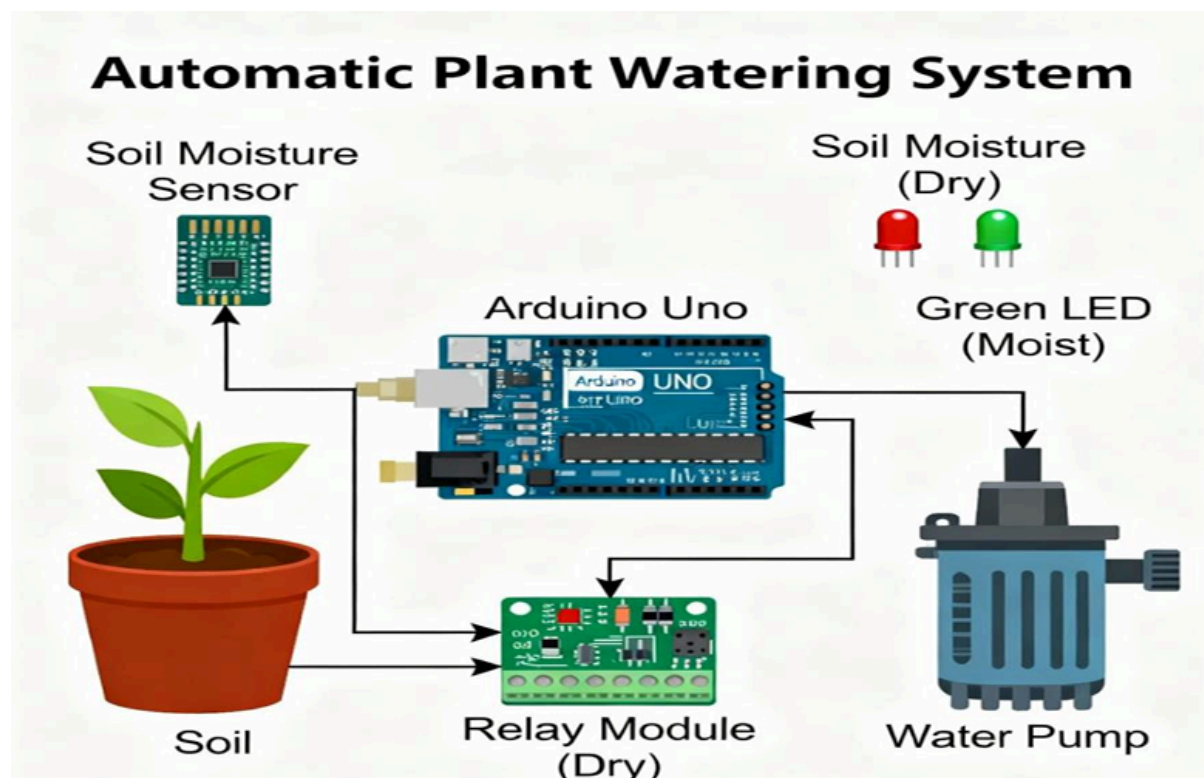 Automatic Plant Watering System
Soil Moisture
Sensor
Soil Moisture
(Dry)
Arduino Uno
Green LED
(Moist)
Arduino UNO
Soil
Relay Module
(Dry)
Water Pump